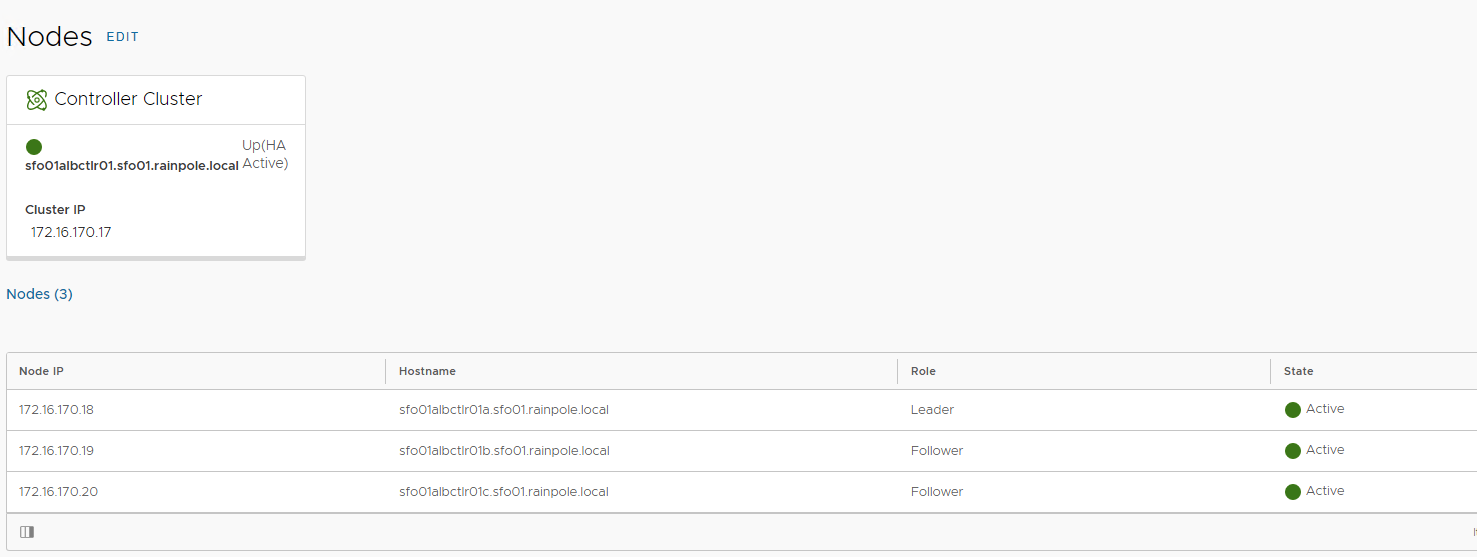 Nodes EDIT
Controller Cluster
Up(HA
sfo01albctlr01.sfo01.rainpole.local Active)
Cluster IP
172.16.170.17
Nodes (3)
Node IP Hostname Role State
172.16.170.18 sfo01albctlr01a.sfo01.rainpole.local Leader Active
172.16.170.19 sfo01albctlr01b.sfo01.rainpole.local Follower Active
172.16.170.20 sfo01albctlr01c.sfo01.rainpole.local Follower Active